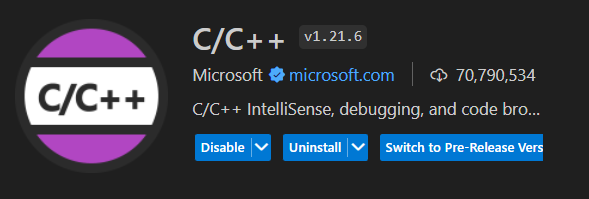 C/C++
C/C++ v1.21.6
Microsoft microsoft.com 70,790,534
C/C++ IntelliSense, debugging, and code bro...
Disable Uninstall Switch to Pre-Release Vers